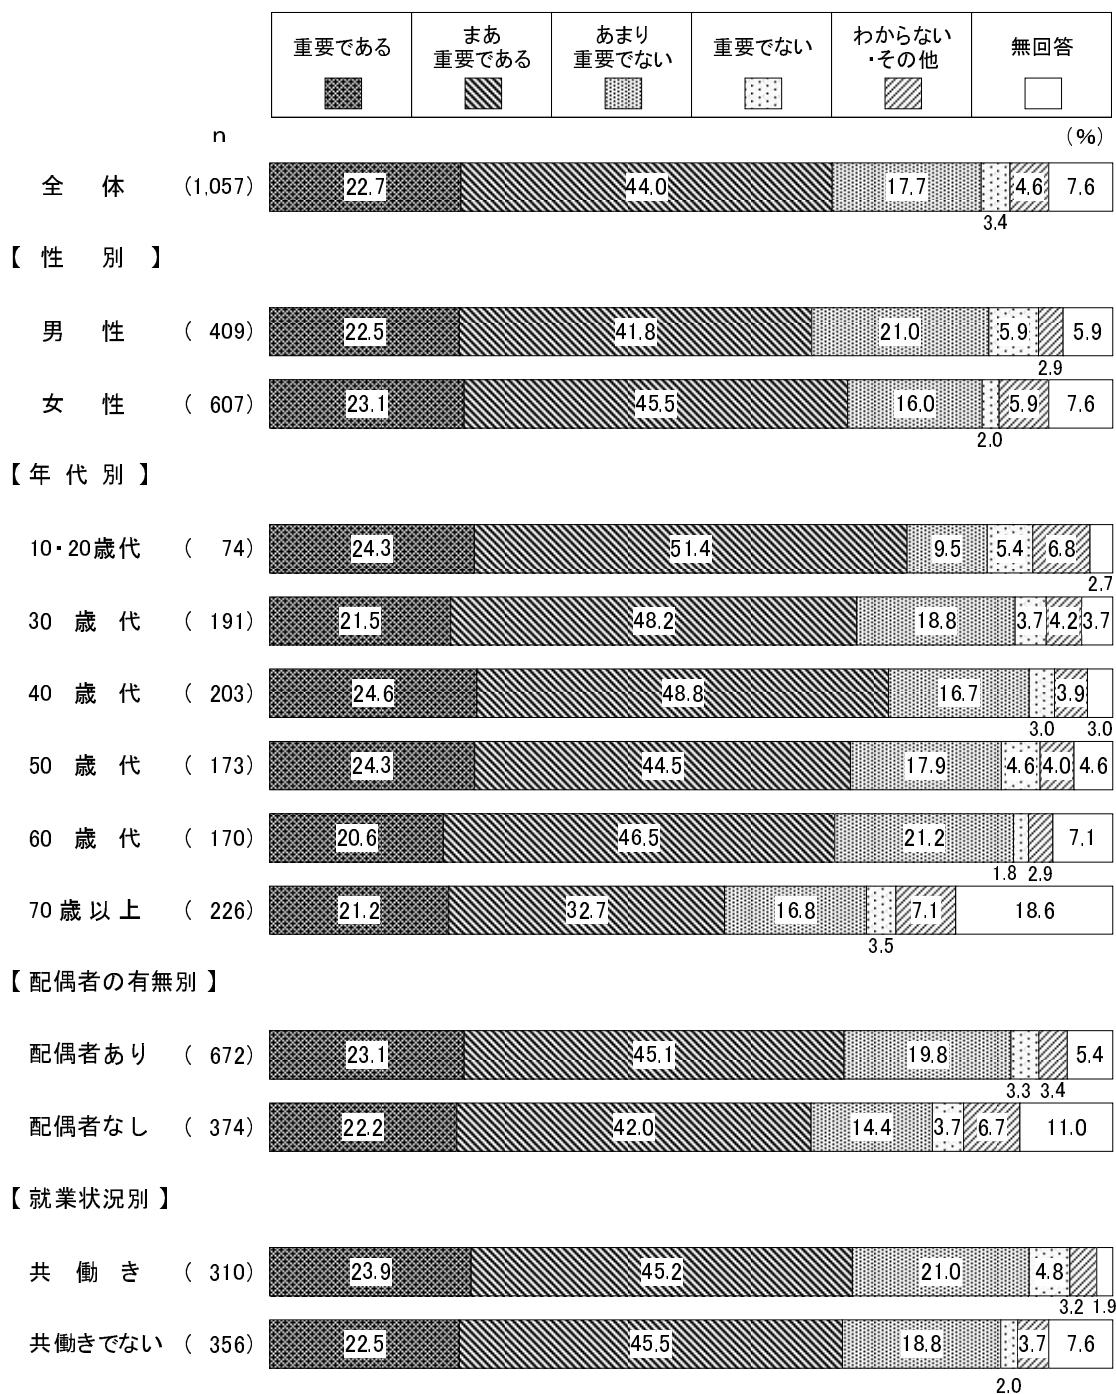 重要である
まあ
重要である
あまり
重要でない
重要でない
わからない
・その他
無回答
n
(%)
全 体 (1,057) 22.7 44.0 17.7 4.6 7.6
3.4
【 性 別 】
男 性 ( 409) 22.5 41.8 21.0 5.9 5.9
2.9
女 性 ( 607) 23.1 45.5 16.0 5.9 7.6
2.0
【 年 代 別 】
10・20歳代 ( 74) 24.3 51.4 9.5 5.4 6.8
2.7
30 歳 代 ( 191) 21.5 48.2 18.8 3.7 4.2 3.7
40 歳 代 ( 203) 24.6 48.8 16.7 3.9
3.0 3.0
50 歳 代 ( 173) 24.3 44.5 17.9 4.6 4.0 4.6
60 歳 代 ( 170) 20.6 46.5 21.2 7.1
1.8 2.9
70 歳 以 上 ( 226) 21.2 32.7 16.8 7.1 18.6
3.5
【 配偶者の有無別 】
配偶者あり ( 672) 23.1 45.1 19.8 5.4
3.3 3.4
配偶者なし ( 374) 22.2 42.0 14.4 3.7 6.7 11.0
【 就業状況別 】
共 働 き ( 310) 23.9 45.2 21.0 4.8
3.2 1.9
共働きでない ( 356) 22.5 45.5 18.8 3.7 7.6
2.0